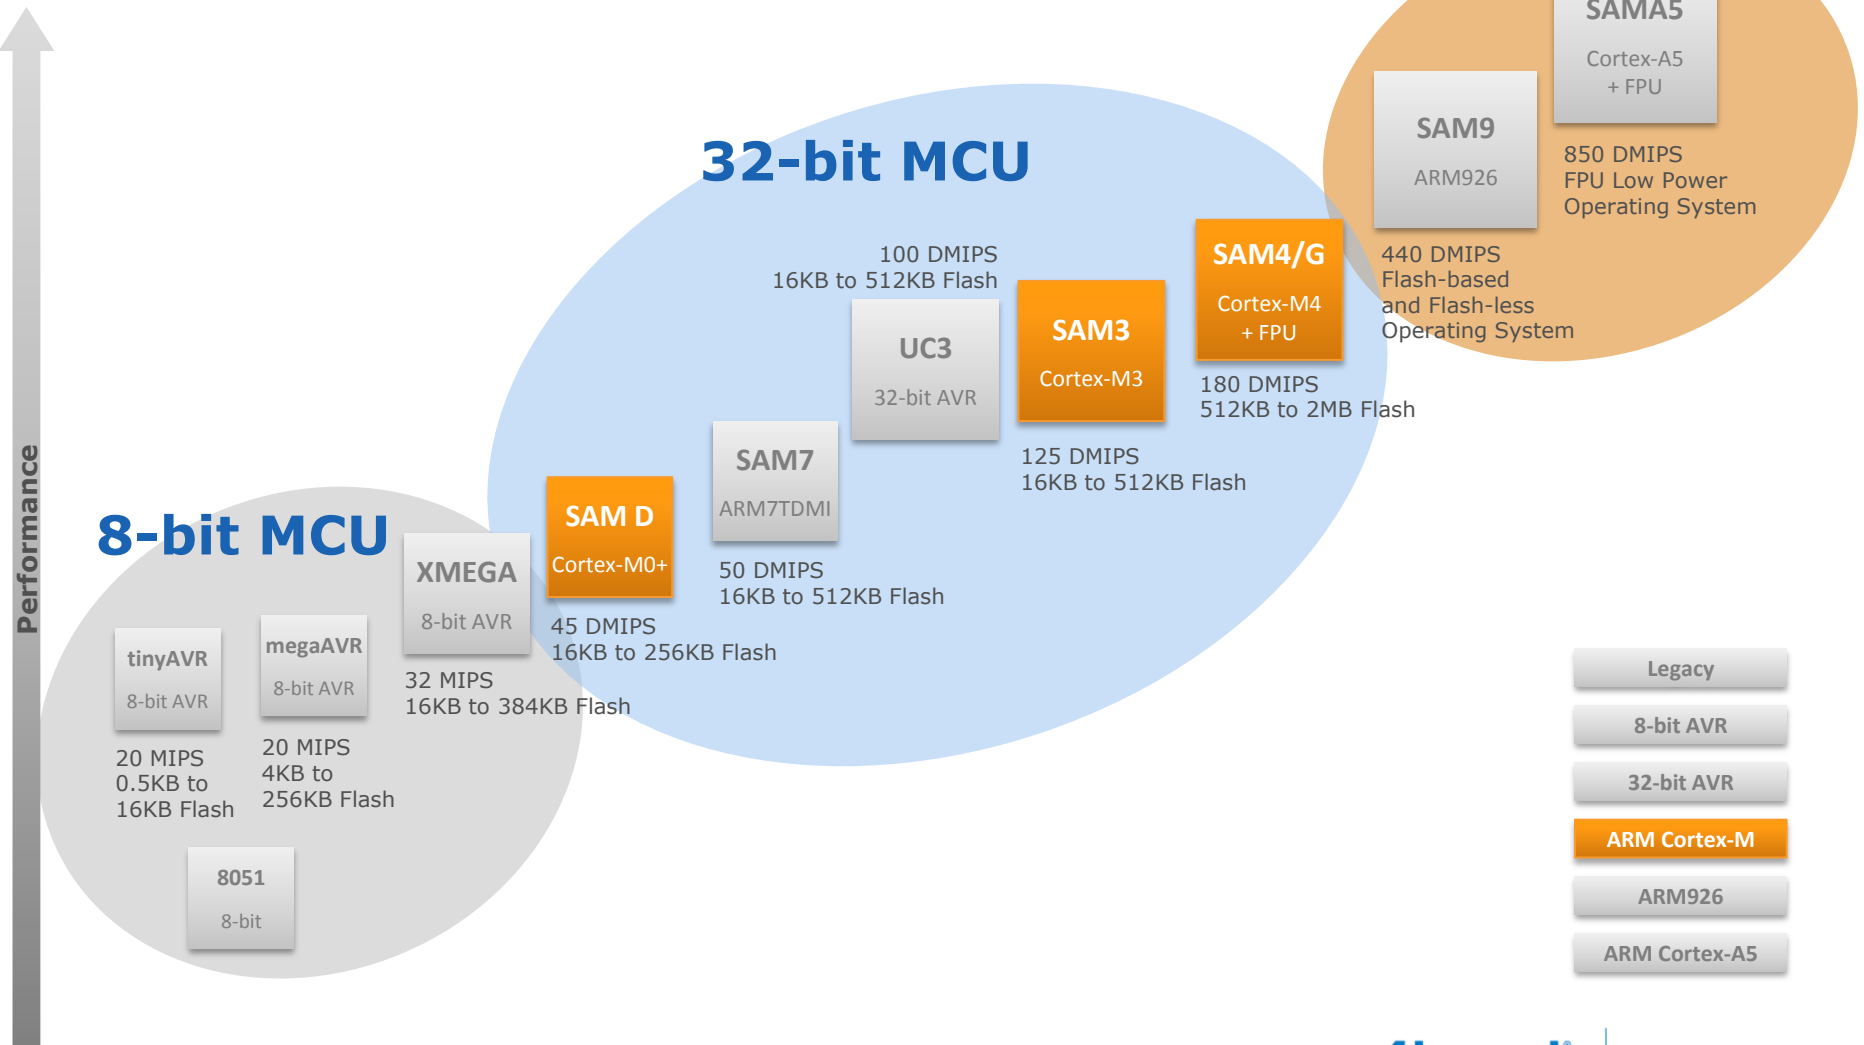 SAMA5
Cortex-A5
+ FPU
850 DMIPS
FPU Low Power
Operating System
SAM9
ARM926
440 DMIPS
Flash-based
and Flash-less
Operating System
32-bit MCU
SAM4/G
Cortex-M4
+ FPU
180 DMIPS
512KB to 2MB Flash
100 DMIPS
16KB to 512KB Flash
UC3
32-bit AVR
SAM3
Cortex-M3
125 DMIPS
16KB to 512KB Flash
SAM7
ARM7TDMI
50 DMIPS
16KB to 512KB Flash
SAM D
Cortex-M0+
45 DMIPS
16KB to 256KB Flash
Performance
8-bit MCU
XMEGA
8-bit AVR
32 MIPS
16KB to 384KB Flash
tinyAVR
8-bit AVR
20 MIPS
0.5KB to
16KB Flash
megaAVR
8-bit AVR
20 MIPS
4KB to
256KB Flash
8051
8-bit
Legacy
8-bit AVR
32-bit AVR
ARM Cortex-M
ARM926
ARM Cortex-A5